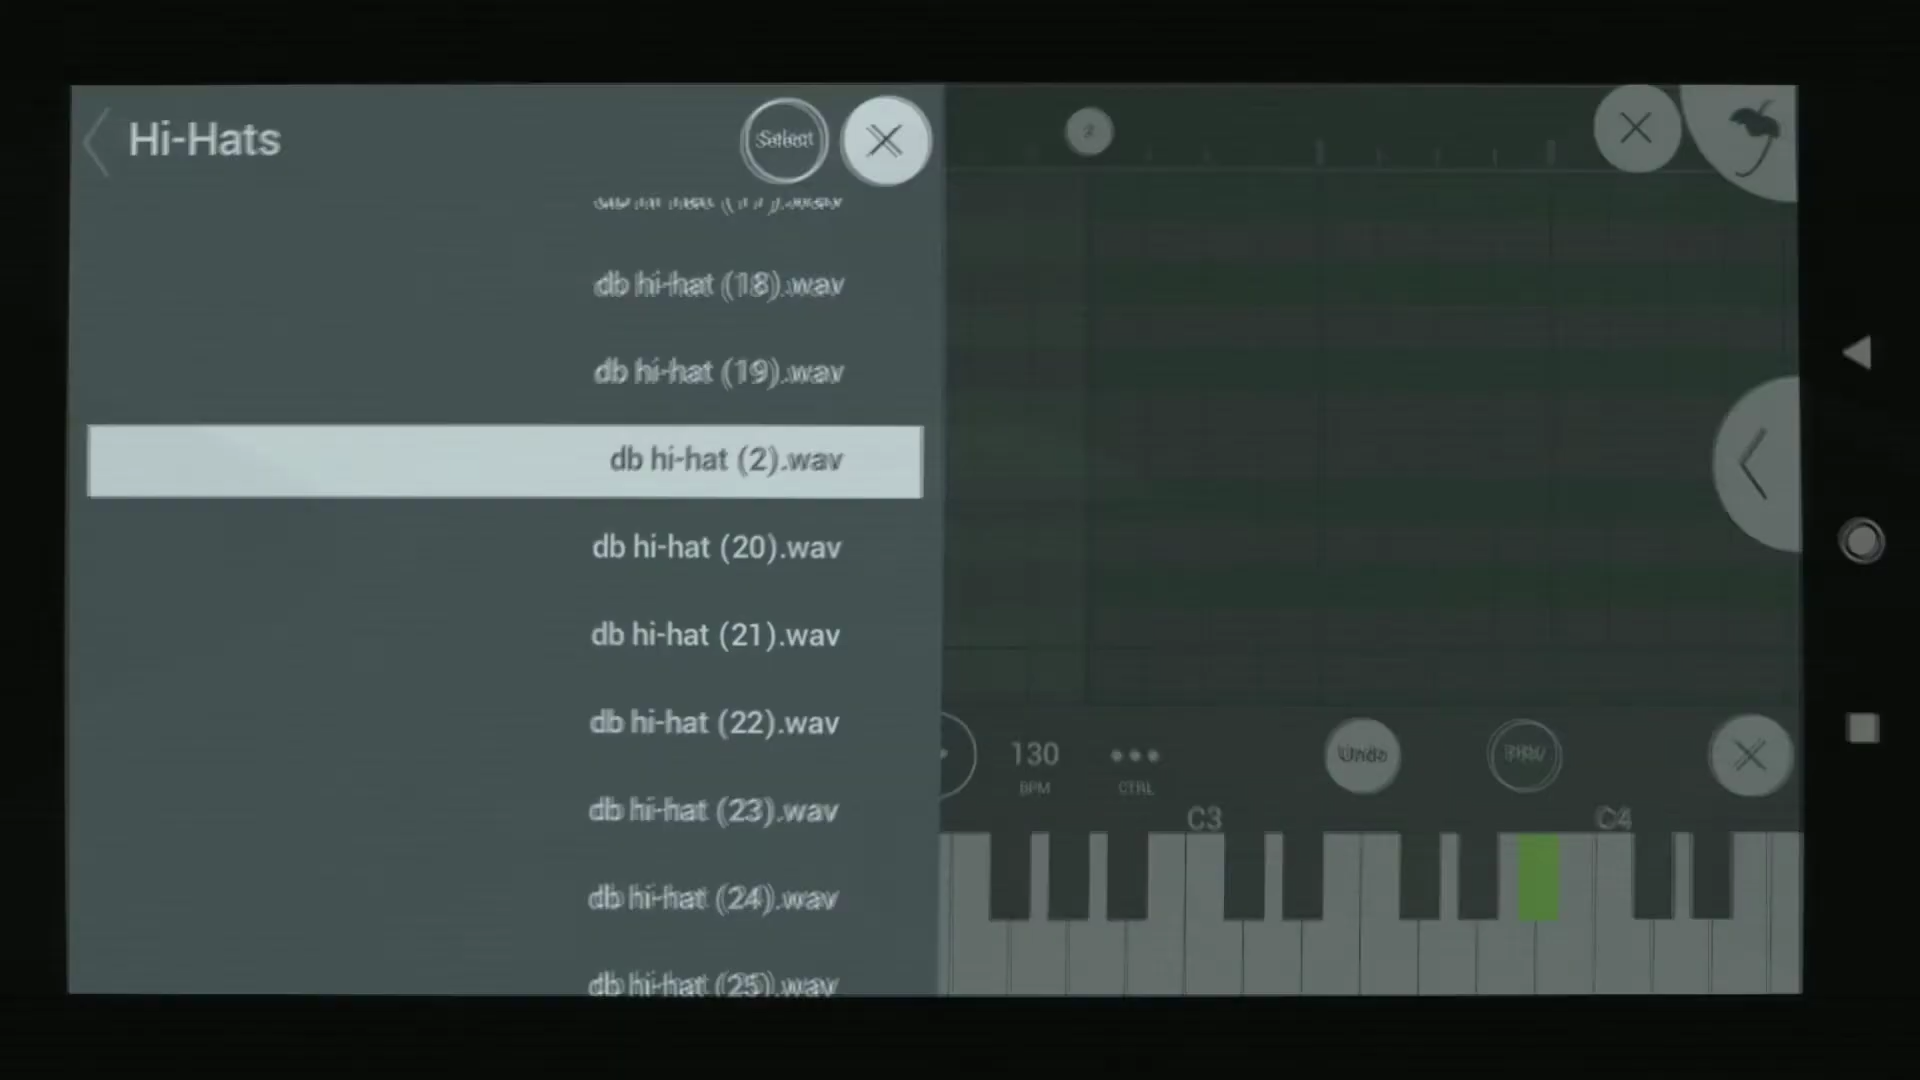 Hi-Hats
Select
2
db hi-hat (18).wav
db hi-hat (19).wav
db hi-hat (2).wav
db hi-hat (20).wav
db hi-hat (21).wav
db hi-hat (22).wav
db hi-hat (23).wav
db hi-hat (24).wav
db hi-hat (25).wav
130
BPM
CTRL
Undo
C3
C4